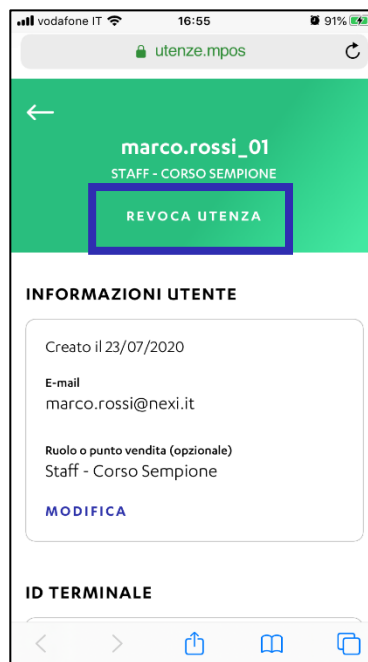 vodafone IT 16:55 91%
utenze.mpos
marco.rossi_01
STAFF - CORSO SEMPIONE
REVOCA UTENZA
INFORMAZIONI UTENTE
Creato il 23/07/2020
E-mail
marco.rossi@nexi.it
Ruolo o punto vendita (opzionale)
Staff - Corso Sempione
MODIFICA
ID TERMINALE